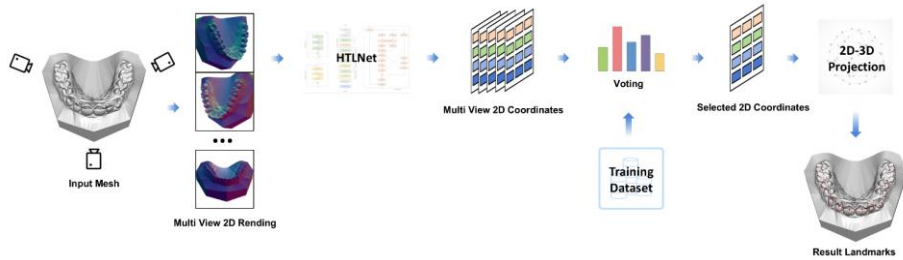 HTLNet
2D-3D
Projection
Multi View 2D Coordinates
Voting
Selected 2D Coordinates
Input Mesh
Training
Dataset
Multi View 2D Rending
Result Landmarks